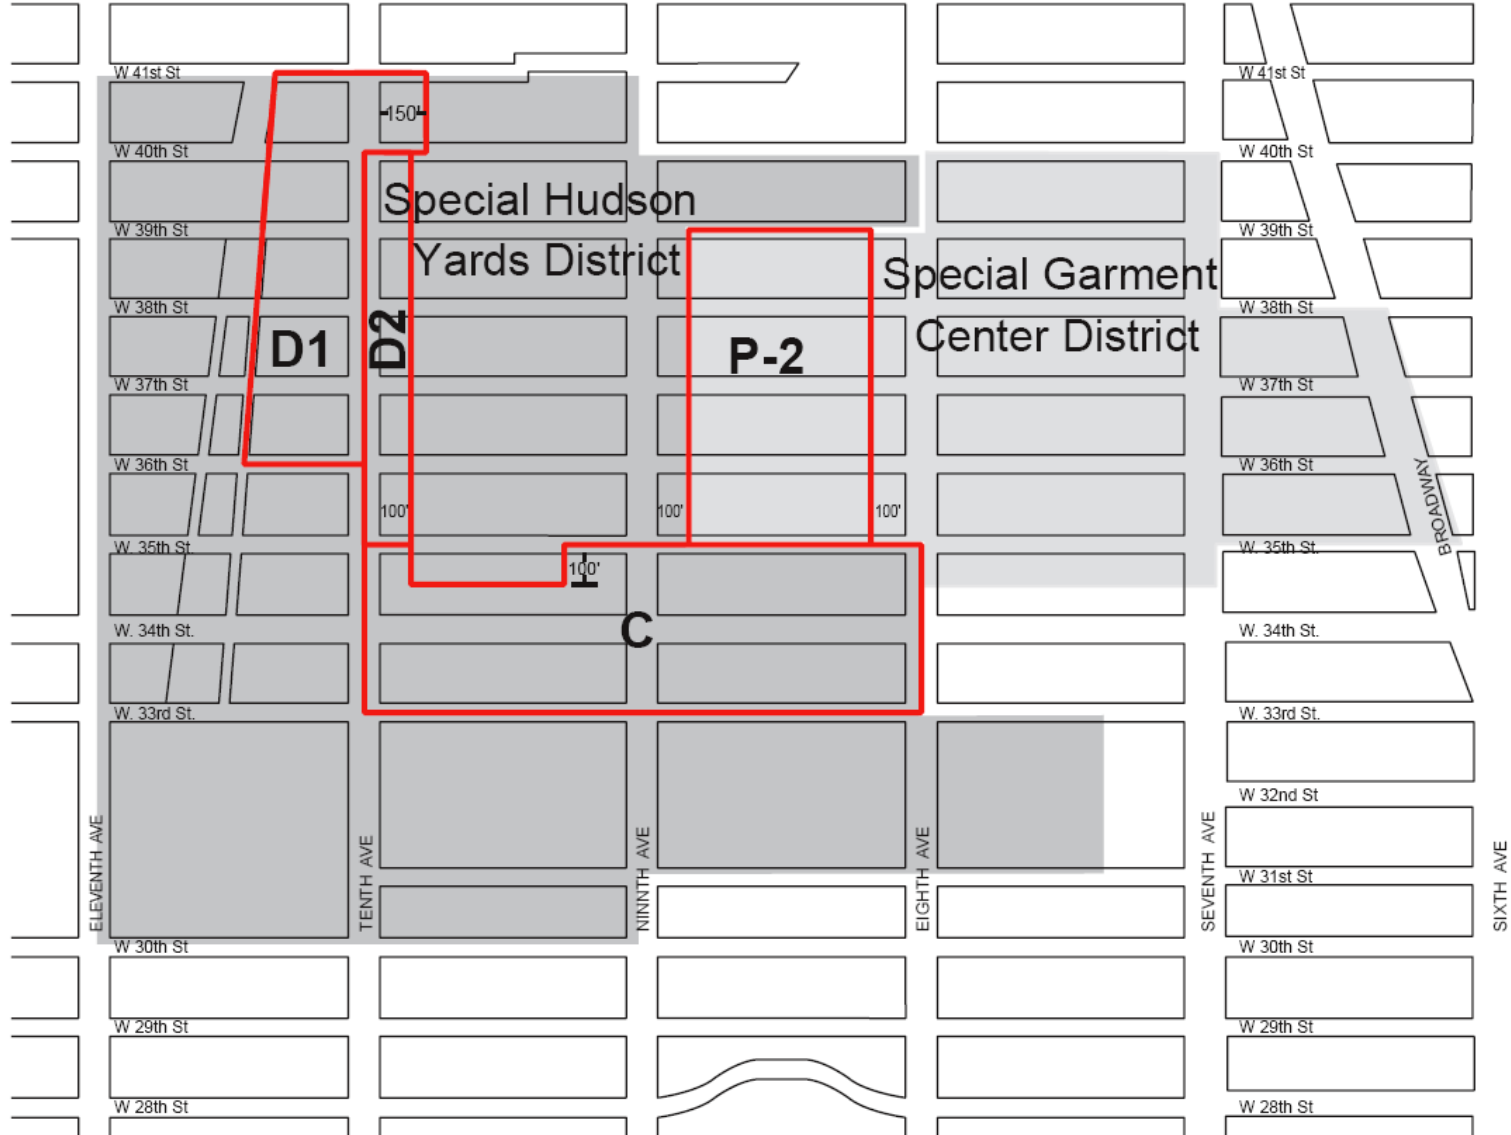 W 41st St
W 41st St
150'
W 40th St
W 40th St
Special Hudson
Yards District
W 39th St
W 39th St
Special Garment
Center District
W 38th St
W 38th St
D1
D2
P-2
W 37th St
W 37th St
W 36th St
W 36th St
BROADWAY
100'
100'
100'
W. 35th St.
W. 35th St.
100'
C
W. 34th St.
W. 34th St.
W. 33rd St.
W. 33rd St.
W 32nd St
ELEVENTH AVE
TENTH AVE
NINNTH AVE
EIGHTH AVE
SEVENTH AVE
SIXTH AVE
W 31st St
W 30th St
W 30th St
W 29th St
W 29th St
W 28th St
W 28th St